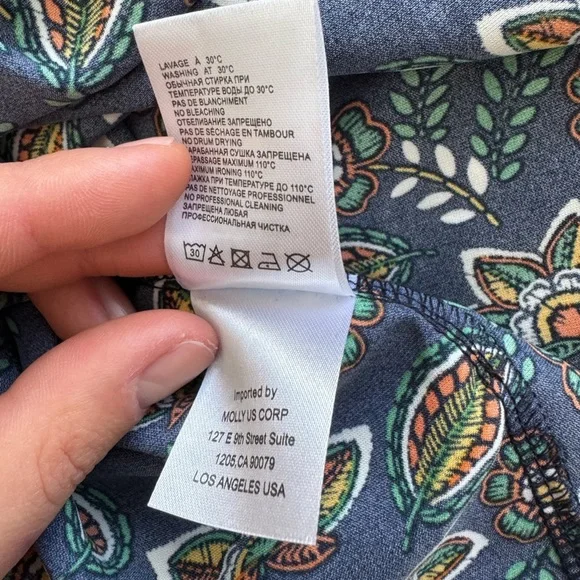 LAVAGE À 30°C
WASHING AT 30°C
ОБЫЧНАЯ СТИРКА ПРИ
ТЕМПЕРАТУРЕ ВОДЫ ДО 30°C
PAS DE BLANCHIMENT
NO BLEACHING
ОТБЕЛИВАНИЕ ЗАПРЕЩЕНО
PAS DE SÉCHAGE EN TAMBOUR
NO DRUM DRYING
СУШКА ЗАПРЕЩЕНА
MAXIMUM 110°C
MAXIMUM IRONING 110°C
ПРИ ТЕМПЕРАТУРЕ ДО 110°C
PAS DE NETTOYAGE PROFESSIONNEL
NO PROFESSIONAL CLEANING
ЗАПРЕЩЕНА ЛЮБАЯ
ПРОФЕССИОНАЛЬНАЯ ЧИСТКА
30
Imported by
MOLLY US CORP
127 E 9th Street Suite
1205,CA 90079
LOS ANGELES USA